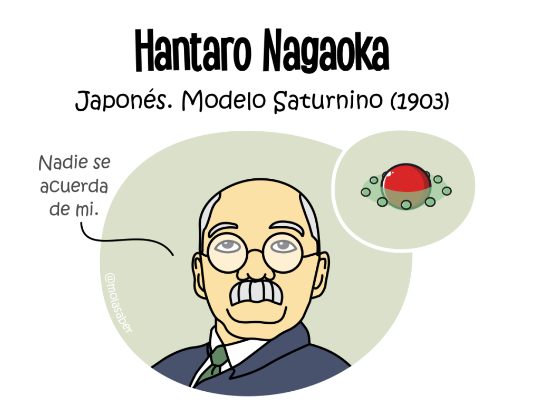 Hantaro Nagaoka
Japonés. Modelo Saturnino (1903)
Nadie se
acuerda
de mi.
@molasaber